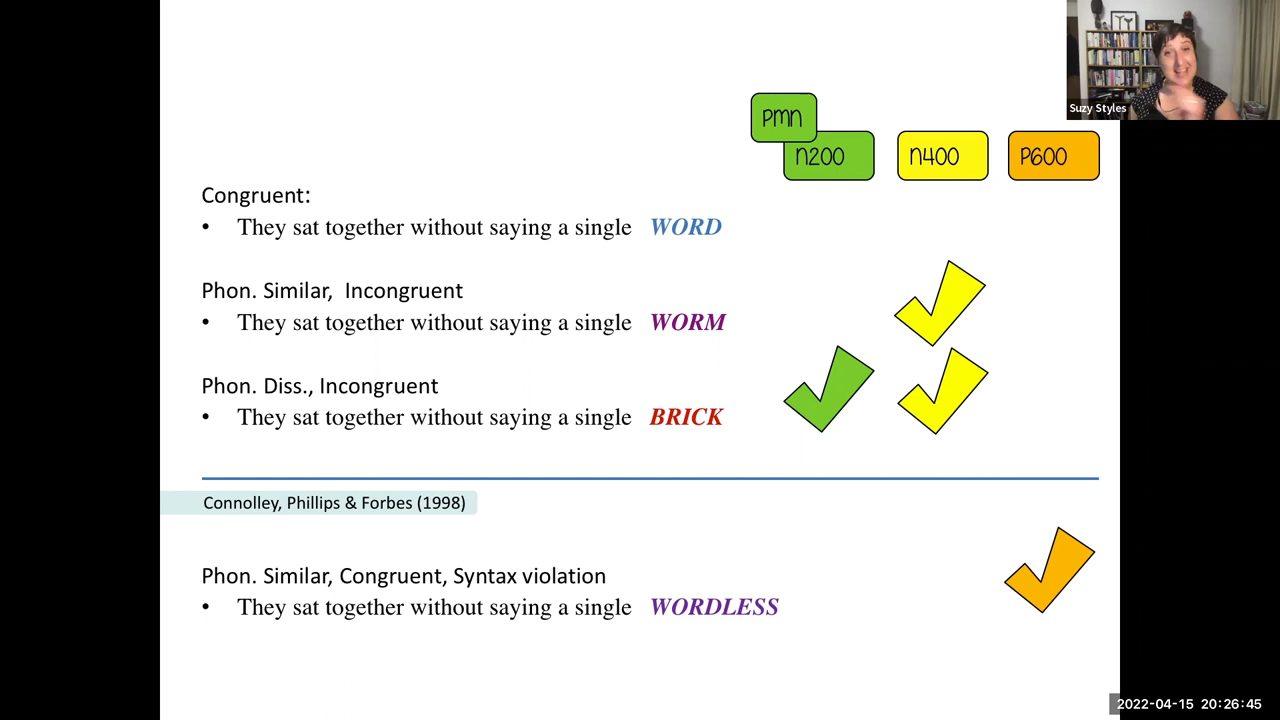 Suzy Styles
PMN
N200
N400
P600
Congruent:
• They sat together without saying a single WORD
Phon. Similar, Incongruent
• They sat together without saying a single WORM
Phon. Diss., Incongruent
• They sat together without saying a single BRICK
Connolley, Phillips & Forbes (1998)
Phon. Similar, Congruent, Syntax violation
• They sat together without saying a single WORDLESS
2022-04-15 20:26:45